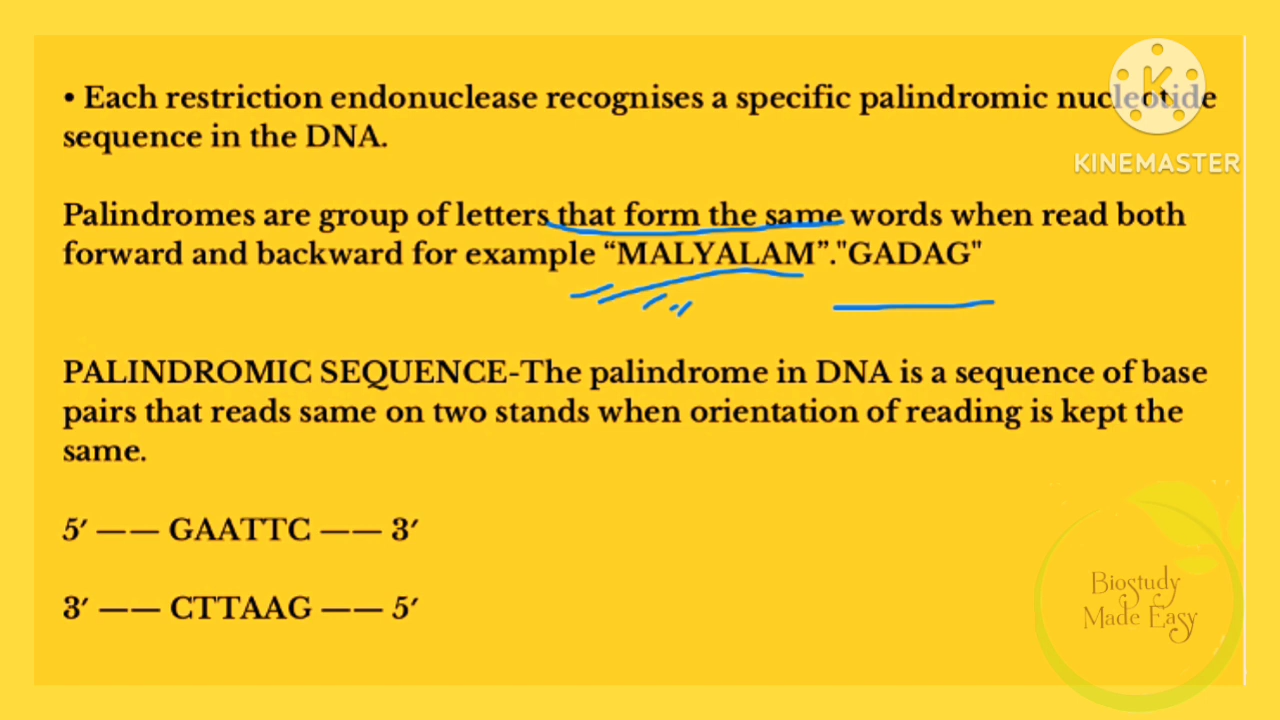 • Each restriction endonuclease recognises a specific palindromic nucleotide
sequence in the DNA.
KINEMASTER
Palindromes are group of letters that form the same words when read both
forward and backward for example “MALYALAM”."GADAG"
PALINDROMIC SEQUENCE-The palindrome in DNA is a sequence of base
pairs that reads same on two stands when orientation of reading is kept the
same.
5′ —— GAATTC —— 3′
3′ —— CTTAAG —— 5′
Biostudy
Made Easy